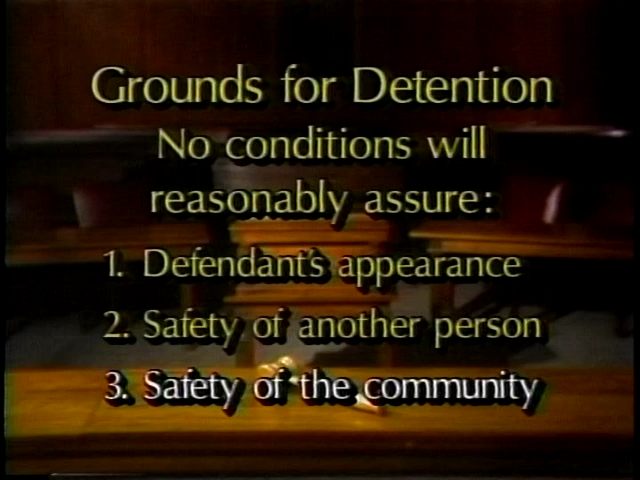 Grounds for Detention
No conditions will
reasonably assure:
1. Defendant's appearance
2. Safety of another person
3. Safety of the community